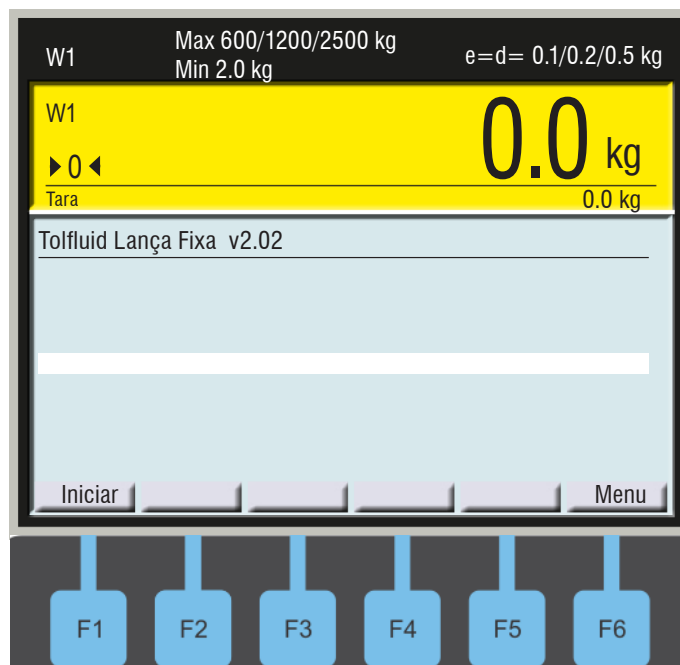 W1 Max 600/1200/2500 kg e=d= 0.1/0.2/0.5 kg
Min 2.0 kg
W1
0.0 kg
0
Tara 0.0 kg
Tolfluid Lança Fixa v2.02
Iniciar Menu
F1 F2 F3 F4 F5 F6